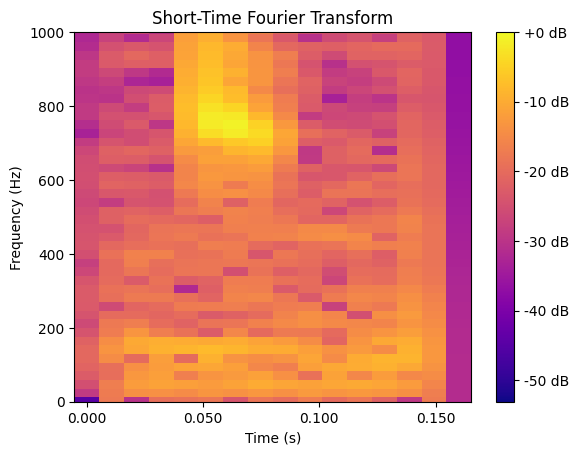 Short-Time Fourier Transform
1000
800
600
400
200
0
Frequency (Hz)
0.000
0.050
0.100
0.150
Time (s)
+0 dB
-10 dB
-20 dB
-30 dB
-40 dB
-50 dB